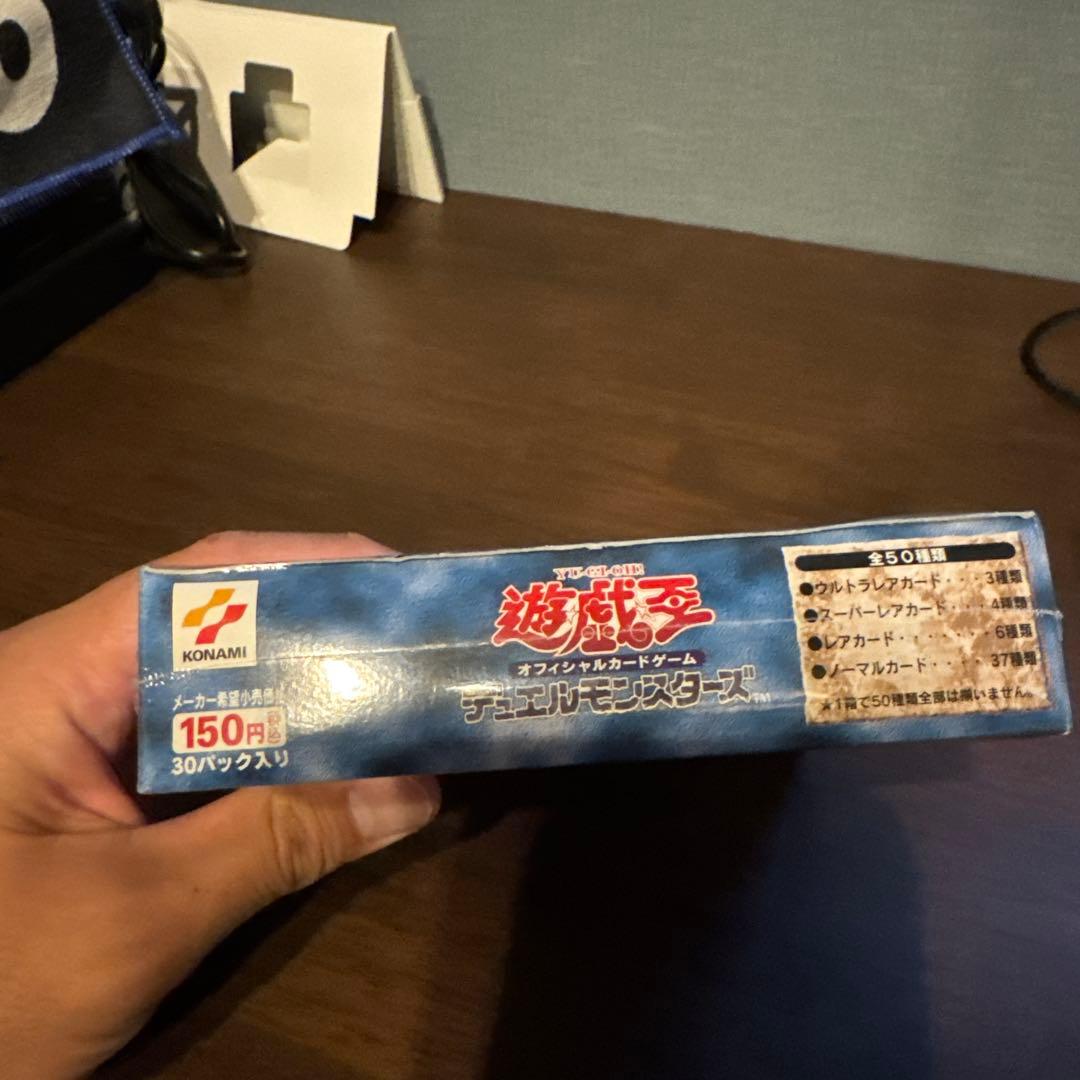 KONAMI
メーカー希望小売価
150円(税込)
30パック入り
YU-GI-OH!
遊戯王
オフィシャルカードゲーム
デュエルモンスターズ™
全50種類
●ウルトラレアカード・・・3種類
●スーパーレアカード・・・4種類
●レアカード・・・・・・・6種類
●ノーマルカード・・・・37種類
★1箱で50種類全部は揃いません。